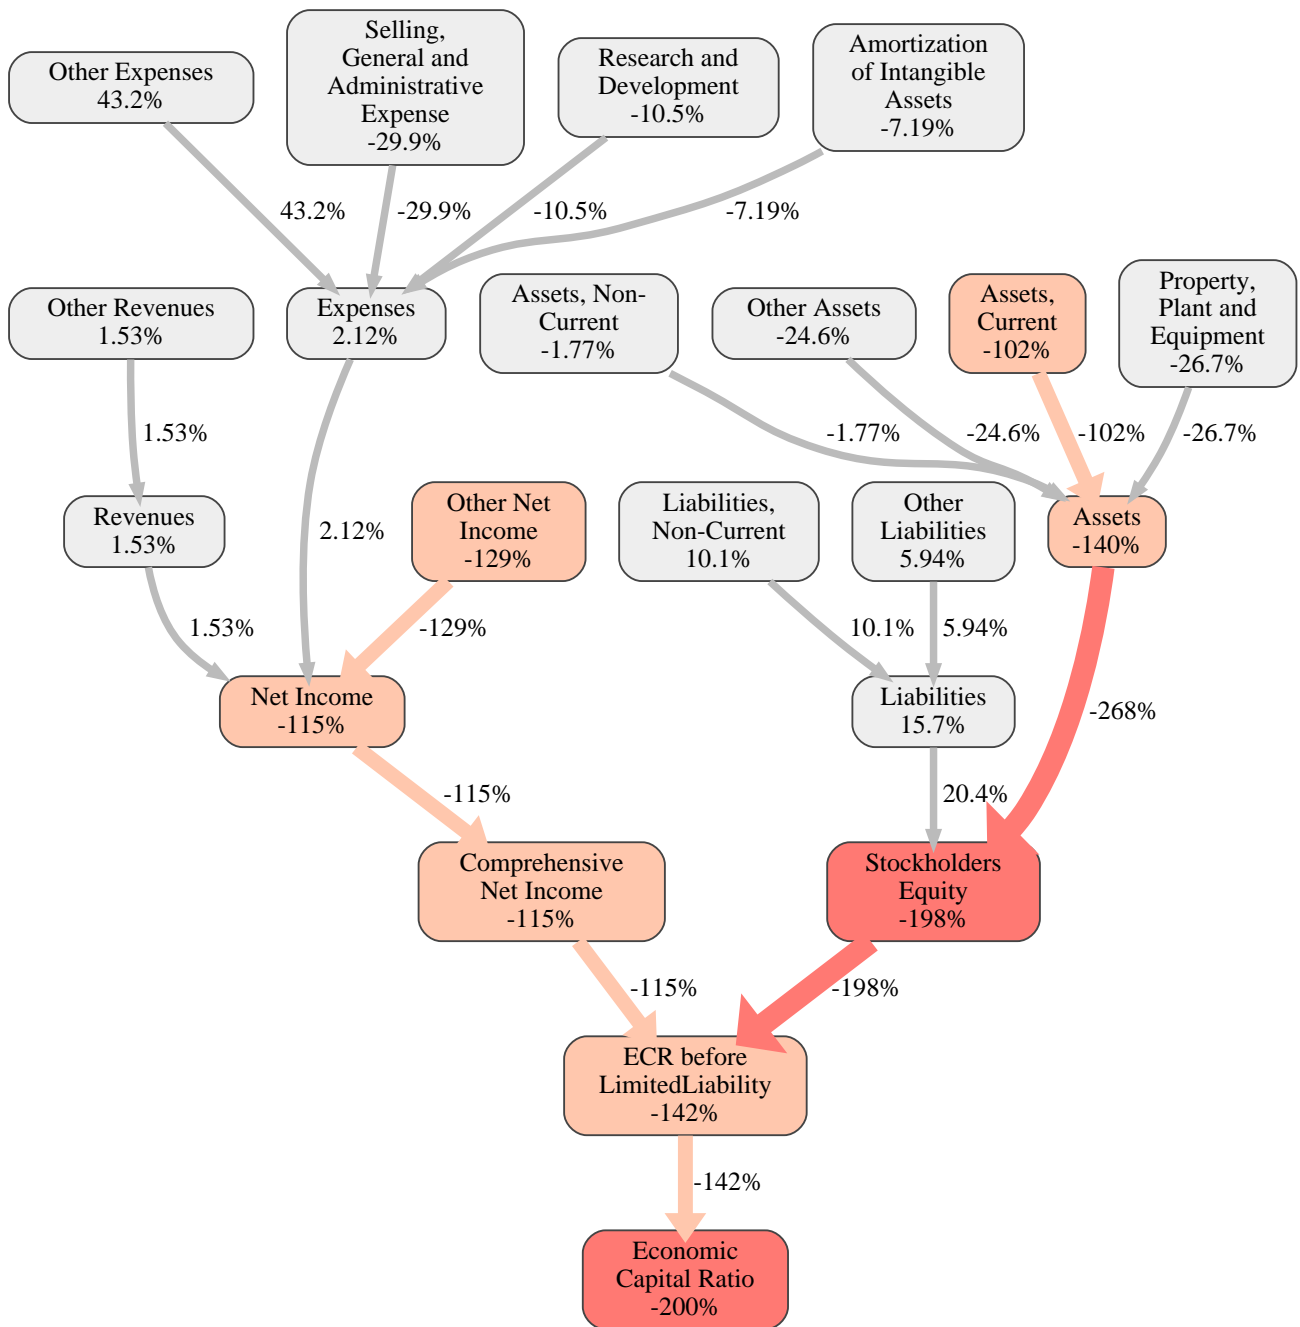 Other Expenses
43.2%
Selling,
General and
Administrative
Expense
-29.9%
Research and
Development
-10.5%
Amortization
of Intangible
Assets
-7.19%
43.2%
-29.9%
-10.5%
-7.19%
Other Revenues
1.53%
Expenses
2.12%
Assets, Non-
Current
-1.77%
Other Assets
-24.6%
Assets,
Current
-102%
Property,
Plant and
Equipment
-26.7%
1.53%
-1.77%
-24.6%
-102%
-26.7%
Revenues
1.53%
2.12%
Other Net
Income
-129%
Liabilities,
Non-Current
10.1%
Other
Liabilities
5.94%
Assets
-140%
1.53%
-129%
10.1%
5.94%
Net Income
-115%
Liabilities
15.7%
-268%
-115%
20.4%
Comprehensive
Net Income
-115%
Stockholders
Equity
-198%
-115%
-198%
ECR before
LimitedLiability
-142%
-142%
Economic
Capital Ratio
-200%